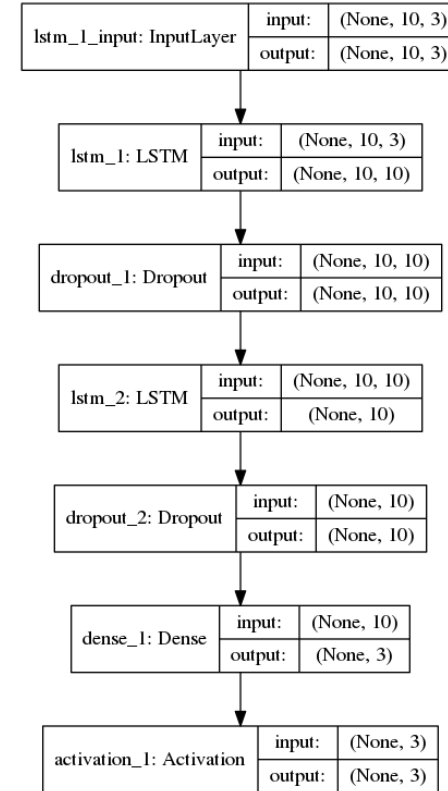 lstm_1_input: InputLayer
input: (None, 10, 3)
output: (None, 10, 3)
lstm_1: LSTM
input: (None, 10, 3)
output: (None, 10, 10)
dropout_1: Dropout
input: (None, 10, 10)
output: (None, 10, 10)
lstm_2: LSTM
input: (None, 10, 10)
output: (None, 10)
dropout_2: Dropout
input: (None, 10)
output: (None, 10)
dense_1: Dense
input: (None, 10)
output: (None, 3)
activation_1: Activation
input: (None, 3)
output: (None, 3)